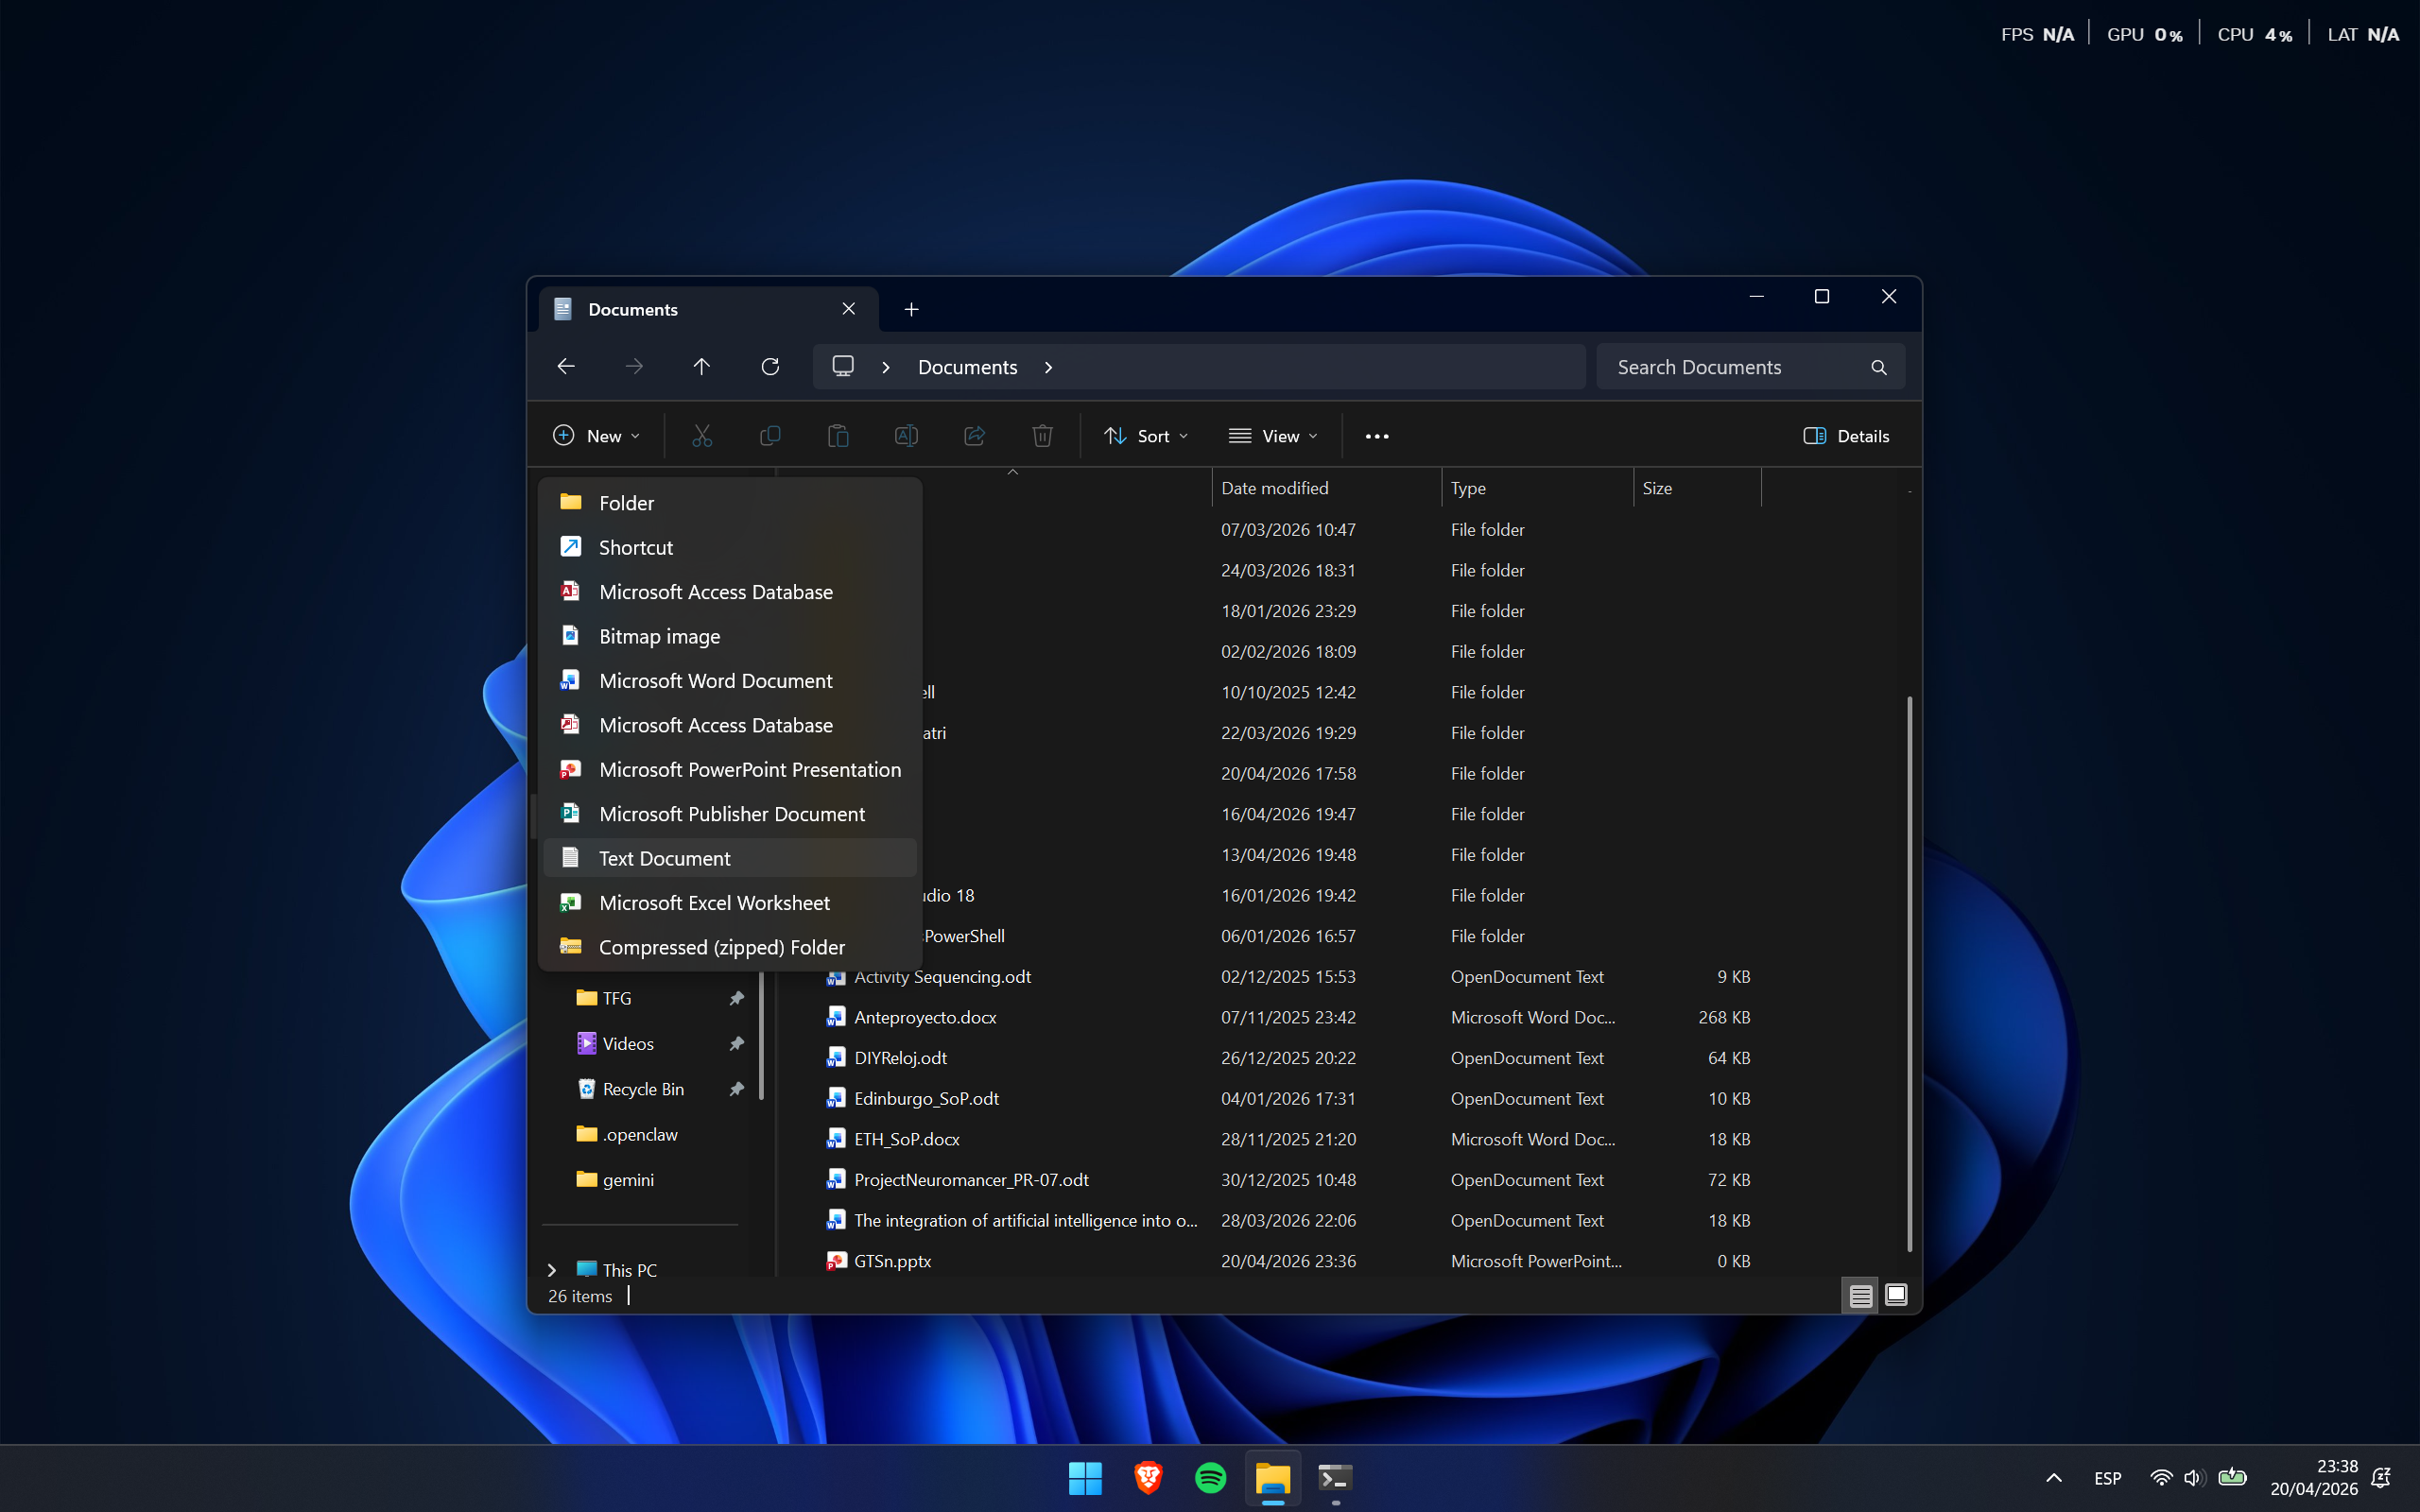 FPS N/A GPU 0% CPU 4% LAT N/A
Documents
Documents
Search Documents
New
Sort
View
Details
Date modified Type Size
Folder
Shortcut
Microsoft Access Database
Bitmap image
Microsoft Word Document
Microsoft Access Database
Microsoft PowerPoint Presentation
Microsoft Publisher Document
Text Document
Microsoft Excel Worksheet
Compressed (zipped) Folder
07/03/2026 10:47 File folder
24/03/2026 18:31 File folder
18/01/2026 23:29 File folder
02/02/2026 18:09 File folder
10/10/2025 12:42 File folder
22/03/2026 19:29 File folder
20/04/2026 17:58 File folder
16/04/2026 19:47 File folder
13/04/2026 19:48 File folder
18 16/01/2026 19:42 File folder
PowerShell 06/01/2026 16:57 File folder
Activity Sequencing.odt 02/12/2025 15:53 OpenDocument Text 9 KB
Anteproyecto.docx 07/11/2025 23:42 Microsoft Word Doc... 268 KB
DIYReloj.odt 26/12/2025 20:22 OpenDocument Text 64 KB
Edinburgo_SoP.odt 04/01/2026 17:31 OpenDocument Text 10 KB
ETH_SoP.docx 28/11/2025 21:20 Microsoft Word Doc... 18 KB
ProjectNeuromancer_PR-07.odt 30/12/2025 10:48 OpenDocument Text 72 KB
The integration of artificial intelligence into o... 28/03/2026 22:06 OpenDocument Text 18 KB
GTSn.pptx 20/04/2026 23:36 Microsoft PowerPoint... 0 KB
TFG
Videos
Recycle Bin
.openclaw
gemini
This PC
26 items
ESP
23:38
20/04/2026